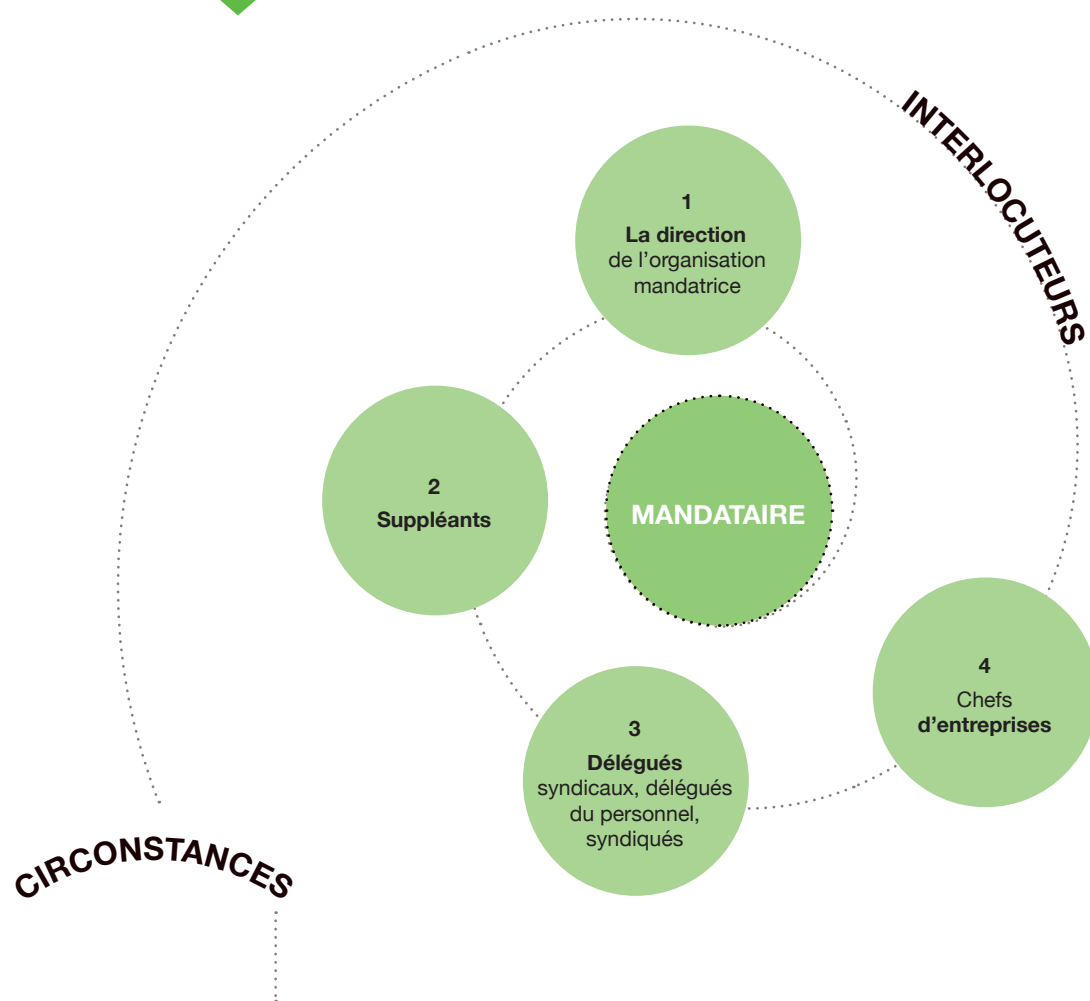 INTERLOCUTEURS
1
La direction
de l’organisation
mandatrice
2
Suppléants
MANDATAIRE
3
Délégués
syndicaux, délégués
du personnel,
syndiqués
4
Chefs
d’entreprises
CIRCONSTANCES